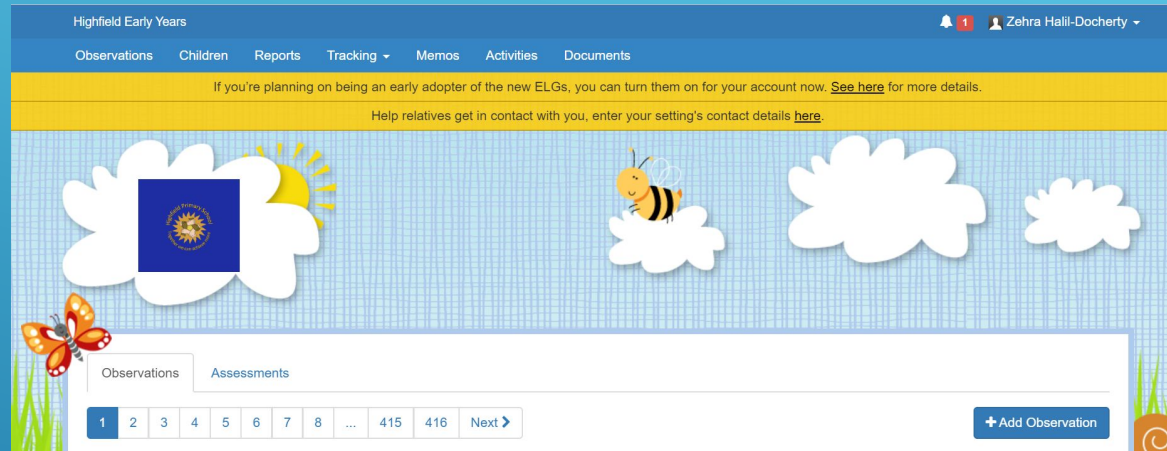 Highfield Early Years
1 Zehra Halil-Docherty
Observations Children Reports Tracking Memos Activities Documents
If you're planning on being an early adopter of the new ELGs, you can turn them on for your account now. See here for more details.
Help relatives get in contact with you, enter your setting's contact details here.
Highfield Primary School
Observations Assessments
1 2 3 4 5 6 7 8 ... 415 416 Next
+ Add Observation